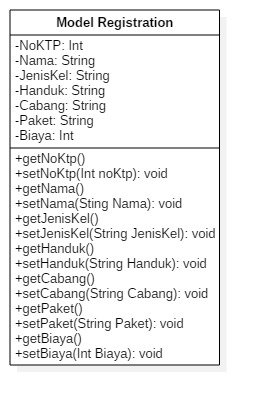 Model Registration
-NoKTP: Int
-Nama: String
-JenisKel: String
-Handuk: String
-Cabang: String
-Paket: String
-Biaya: Int
+getNoKtp()
+setNoKtp(Int noKtp): void
+getNama()
+setNama(Sting Nama): void
+getJenisKel()
+setJenisKel(String JenisKel): void
+getHanduk()
+setHanduk(String Handuk): void
+getCabang()
+setCabang(String Cabang): void
+getPaket()
+setPaket(String Paket): void
+getBiaya()
+setBiaya(Int Biaya): void